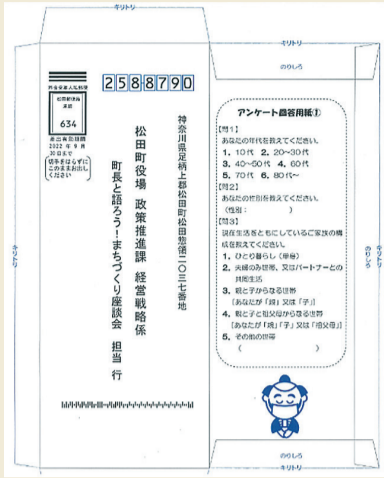 キリトリ
のりしろ
キリトリ
キリトリ
料金受取人払郵便
松田郵便局
承認
634
差出有効期間
2022年9月
30日まで
切手をはらずに
このままお出し
ください
2588790
神奈川県足柄上郡松田町松田惣領二〇三七番地
松田町役場 政策推進課 経営戦略係
町長と語ろう!まちづくり座談会 担当 行
アンケート回答用紙①
【問1】
あなたの年代を教えてください。
1，10代 2，20~30代
3，40~50代 4，60代
5，70代 6，80代~
【問2】
あなたの性別を教えてください。
(性別： )
【問3】
現在生活をともにしているご家族の構
成を教えてください。
1，ひとり暮らし(単身)
2，夫婦のみ世帯、又はパートナーとの
共同生活
3，親と子からなる世帯
[あなたが「親」又は「子」]
4，親と子と祖父母からなる世帯
[あなたが「親」「子」又は「祖父母」]
5，その他の世帯
( )
のりしろ
キリトリ